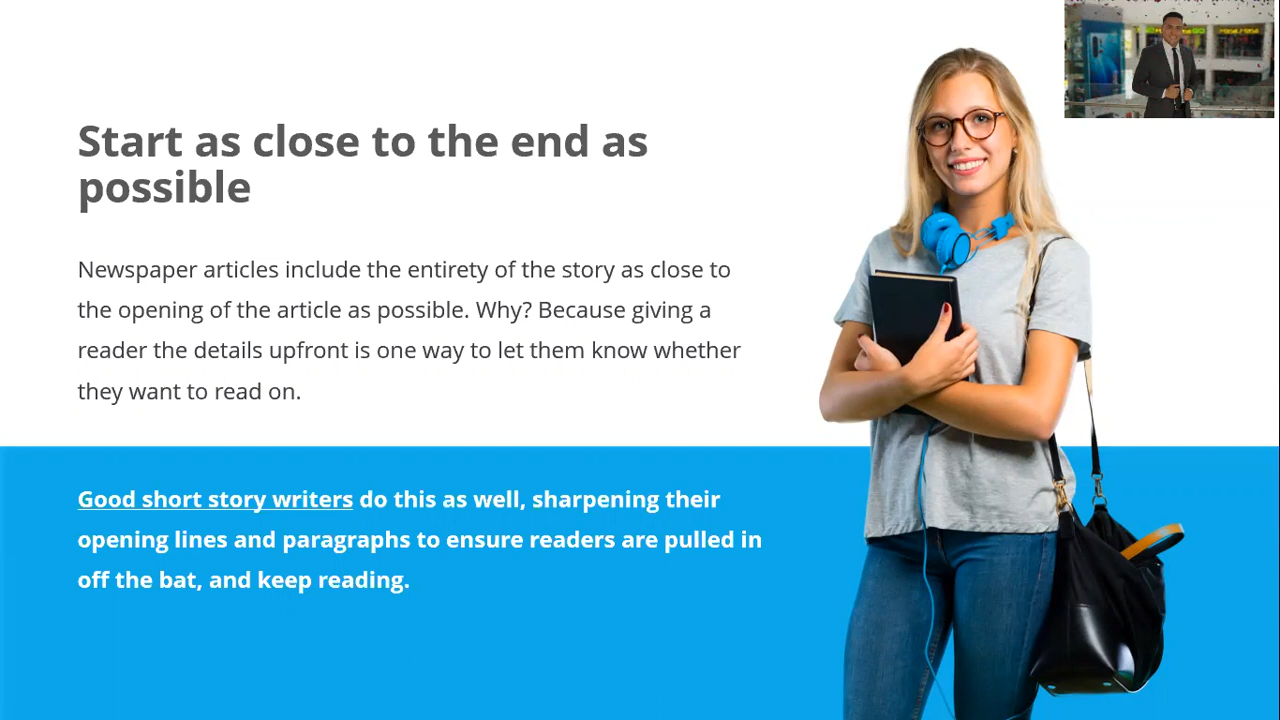 Start as close to the end as
possible
Newspaper articles include the entirety of the story as close to
the opening of the article as possible. Why? Because giving a
reader the details upfront is one way to let them know whether
they want to read on.
Good short story writers do this as well, sharpening their
opening lines and paragraphs to ensure readers are pulled in
off the bat, and keep reading.